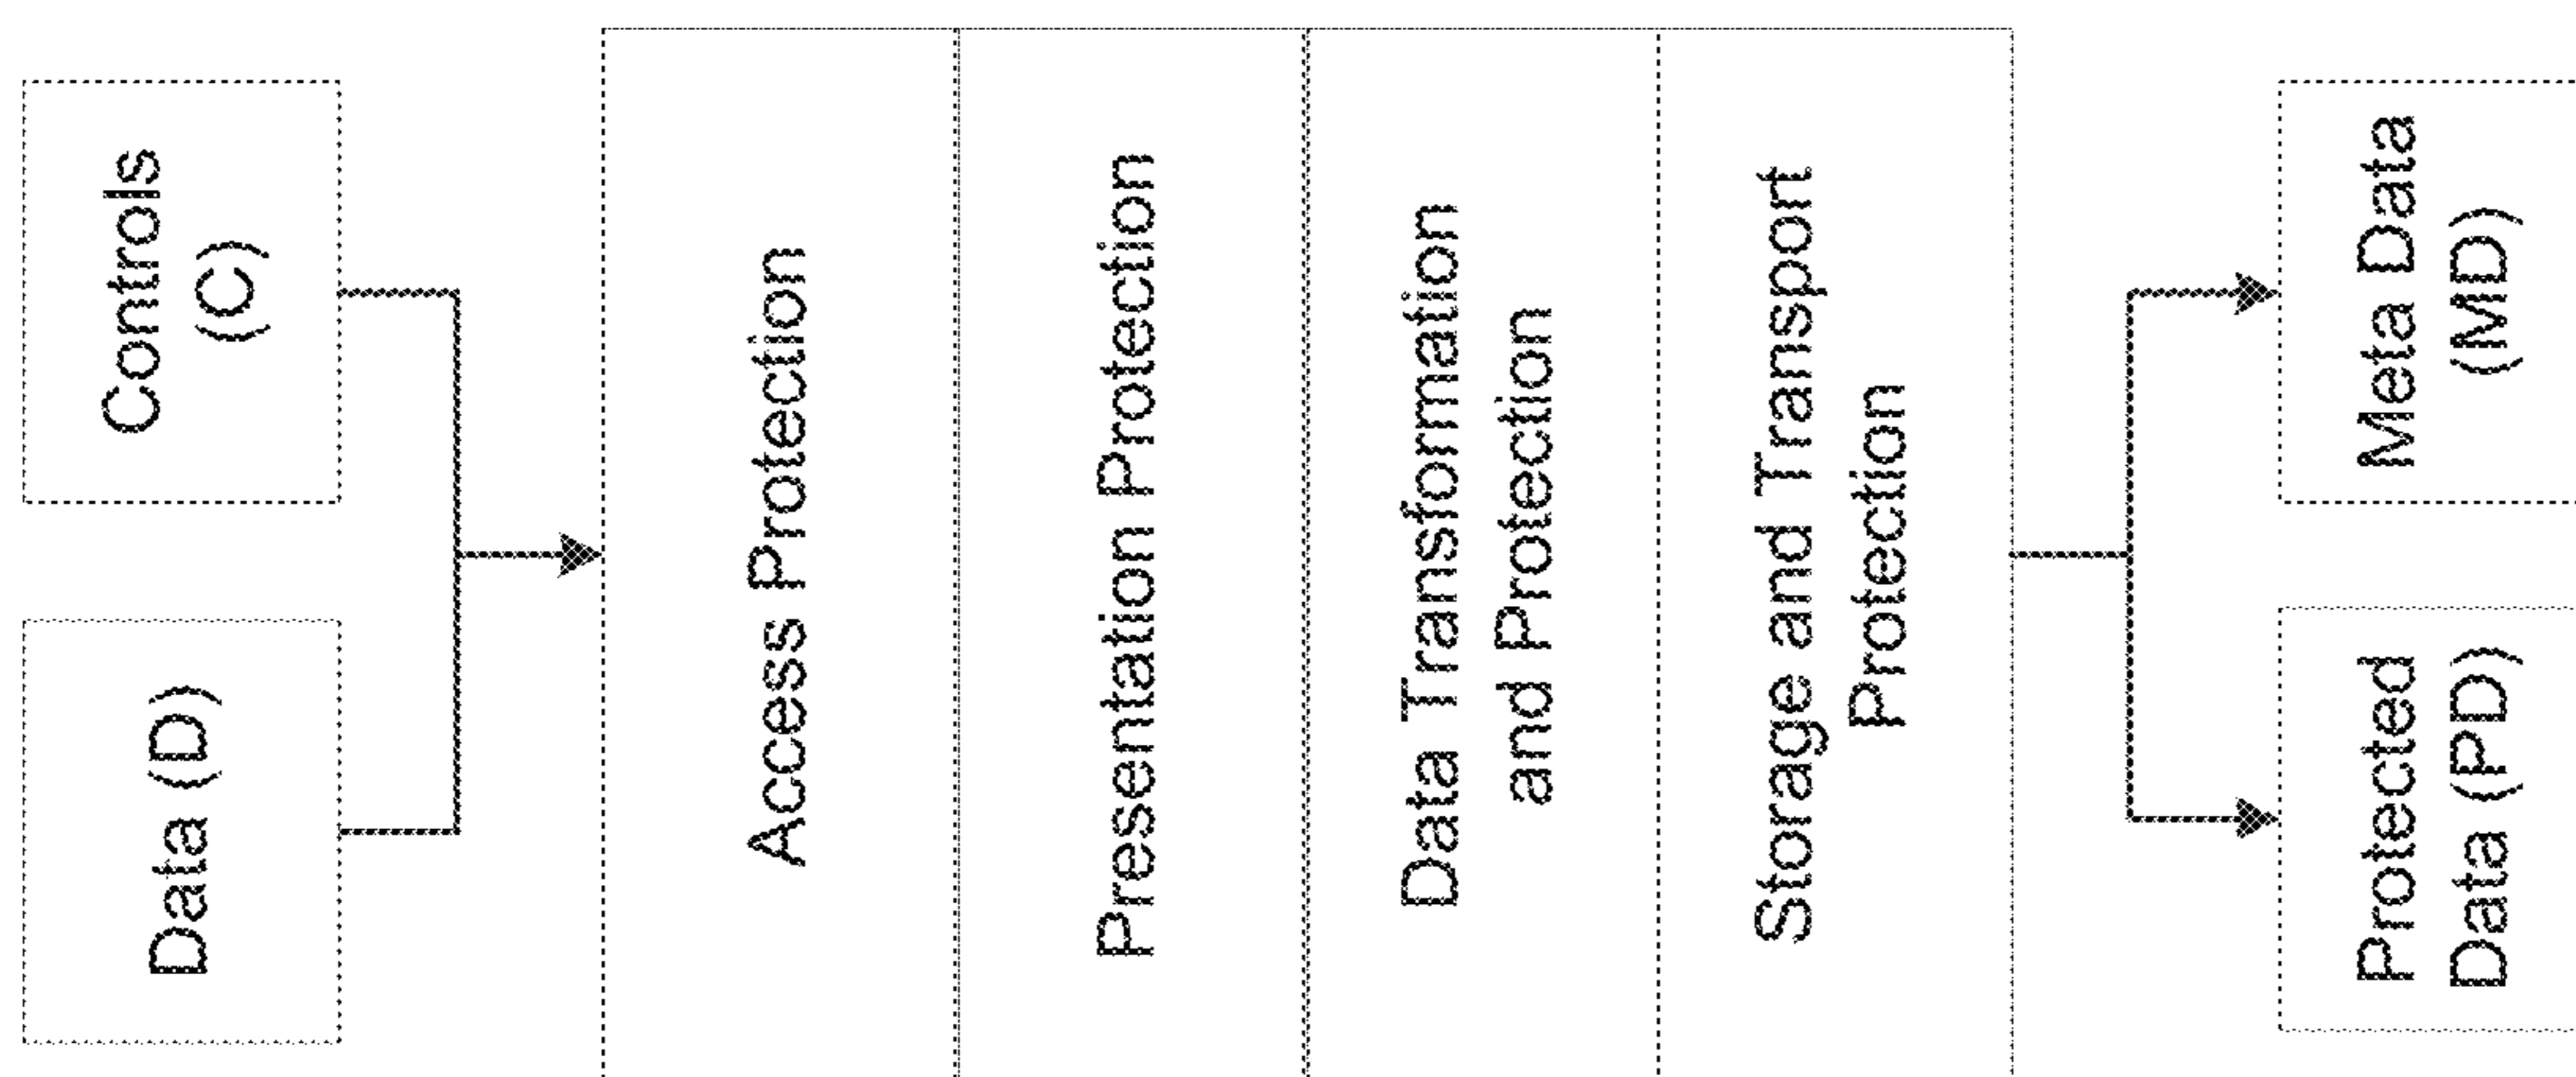 Data (D)
Controls
(C)
Access Protection
Presentation Protection
Data Transformation
and Protection
Storage and Transport
Protection
Protected
Data (PD)
Meta Data
(MD)